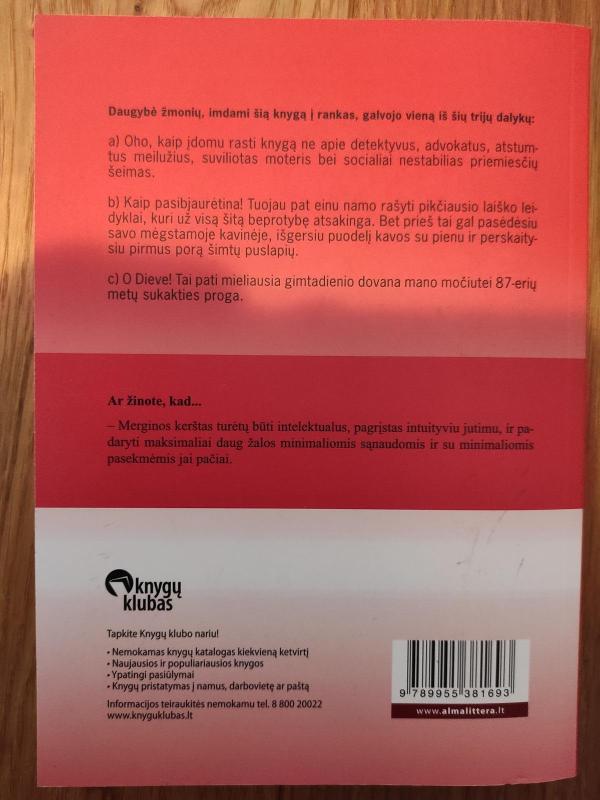 Daugybė žmonių, imdami šią knygą į rankas, galvojo vieną iš šių trijų dalykų:
a) Oho, kaip įdomu rasti knygą ne apie detektyvus, advokatus, atstum-
tus meilužius, suviliotas moteris bei socialiai nestabilias priemiesčių
šeimas.
b) Kaip pasibjaurėtina! Tuojau pat einu namo rašyti pikčiausio laiško lei-
dyklai, kuri už visą šitą beprotybę atsakinga. Bet prieš tai gal pasėdėsiu
savo mėgstamoje kavinėje, išgersiu puodelį kavos su pienu ir perskaity-
siu pirmus porą šimtų puslapių.
c) O Dieve! Tai pati mieliausia gimtadienio dovana mano močiutei 87-erių
metų sukakties proga.
Ar žinote, kad...
– Merginos kerštas turėtų būti intelektualus, pagrįstas intuityviu jutimu, ir pa-
daryti maksimaliai daug žalos minimaliomis sąnaudomis ir su minimaliomis
pasekmėmis jai pačiai.
knygų
klubas
Tapkite Knygų klubo nariu!
• Nemokamas knygų katalogas kiekvieną ketvirtį
• Naujausios ir populiariausios knygos
• Ypatingi pasiūlymai
• Knygų pristatymas į namus, darbovietę ar paštą
Informacijos teiraukitės nemokamu tel. 8 800 20022
www.knyguklubas.lt
9 789955 381693
www.almalittera.lt